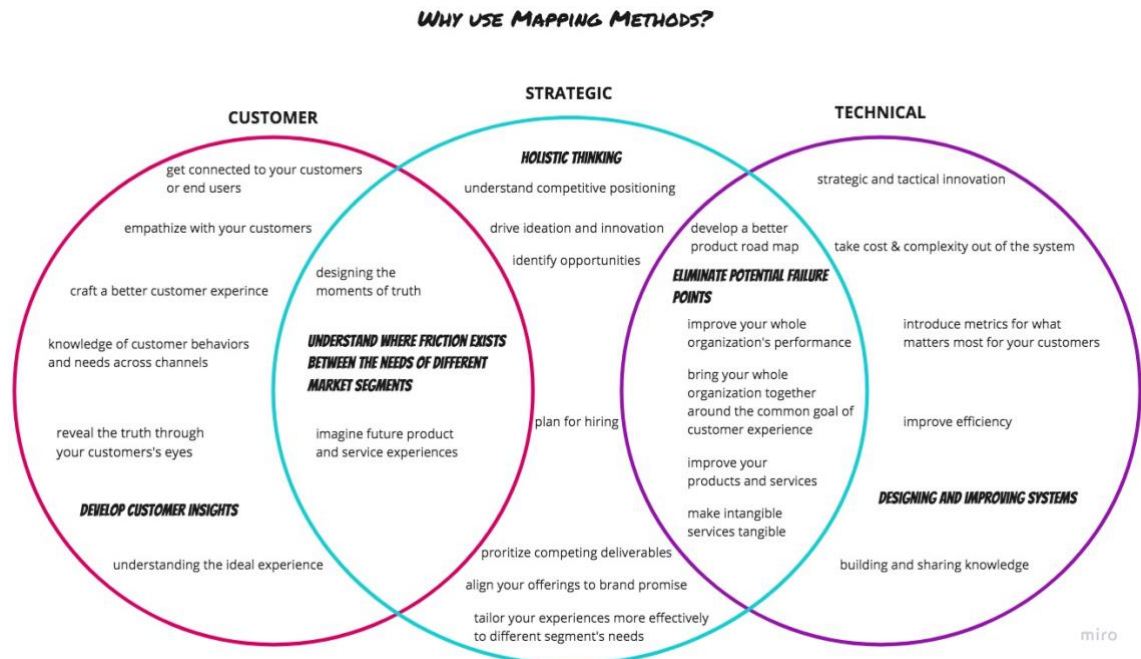 WHY USE MAPPING METHODS?
CUSTOMER
get connected to your customers
or end users
empathize with your customers
craft a better customer experince
knowledge of customer behaviors
and needs across channels
reveal the truth through
your customers's eyes
DEVELOP CUSTOMER INSIGHTS
understanding the ideal experience
designing the
moments of truth
UNDERSTAND WHERE FRICTION EXISTS
BETWEEN THE NEEDS OF DIFFERENT
MARKET SEGMENTS
imagine future product
and service experiences
STRATEGIC
HOLISTIC THINKING
understand competitive positioning
drive ideation and innovation
identify opportunities
plan for hiring
prioritize competing deliverables
align your offerings to brand promise
tailor your experiences more effectively
to different segment's needs
develop a better
product road map
ELIMINATE POTENTIAL FAILURE
POINTS
improve your whole
organization's performance
bring your whole
organization together
around the common goal of
customer experience
improve your
products and services
make intangible
services tangible
TECHNICAL
strategic and tactical innovation
take cost & complexity out of the system
introduce metrics for what
matters most for your customers
improve efficiency
DESIGNING AND IMPROVING SYSTEMS
building and sharing knowledge
miro